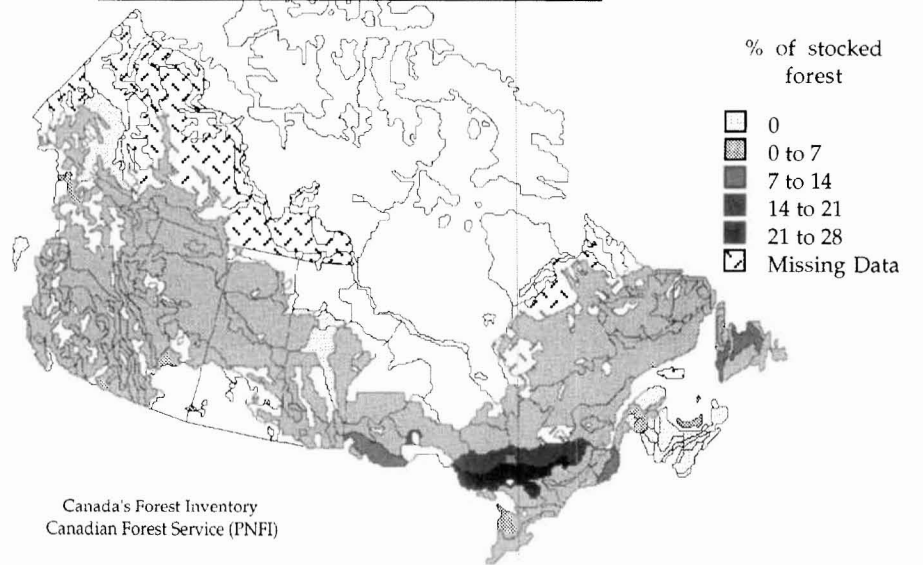 % of stocked
forest
0
0 to 7
7 to 14
14 to 21
21 to 28
Missing Data
Canada's Forest Inventory
Canadian Forest Service (PNFI)